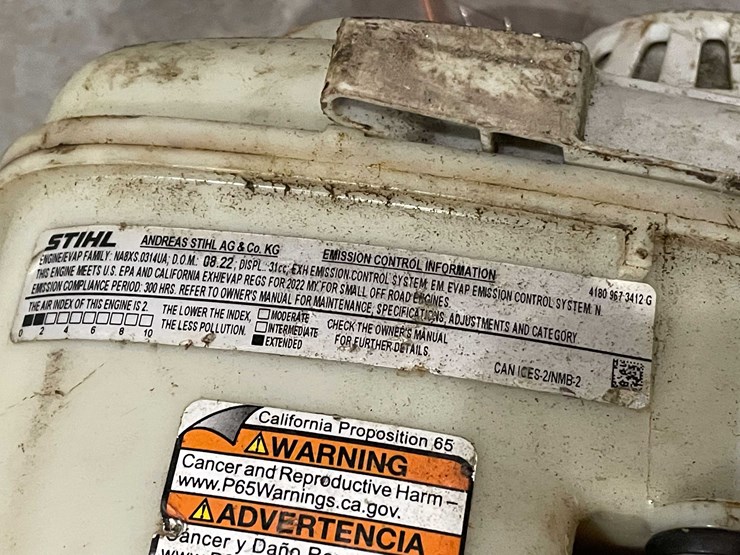 STIHL ANDREAS STIHL AG & Co. KG EMISSION CONTROL INFORMATION
ENGINE/EVAP FAMILY: NA8XS.0314UA, D.O.M. 08.22, DISPL. 31cc, EXH EMISSION CONTROL SYSTEM: EM. EVAP EMISSION CONTROL SYSTEM: N
4180 967 3412 G
THIS ENGINE MEETS U.S. EPA AND CALIFORNIA EXH/EVAP REGS FOR 2022 MY FOR SMALL OFF ROAD ENGINES.
EMISSION COMPLIANCE PERIOD: 300 HRS. REFER TO OWNER'S MANUAL FOR MAINTENANCE, SPECIFICATIONS, ADJUSTMENTS AND CATEGORY
THE AIR INDEX OF THIS ENGINE IS 2.
0 2 4 6 8 10
THE LOWER THE INDEX,
THE LESS POLLUTION.
MODERATE
INTERMEDIATE
EXTENDED
CHECK THE OWNER'S MANUAL
FOR FURTHER DETAILS.
CAN ICES-2/NMB-2
California Proposition 65
WARNING
Cancer and Reproductive Harm –
www.P65Warnings.ca.gov.
ADVERTENCIA
Cáncer y Daño